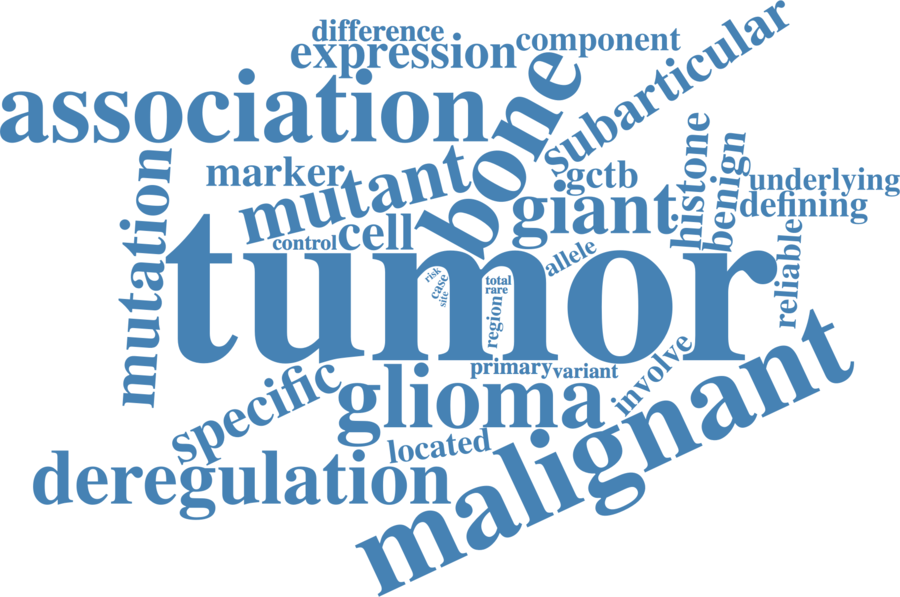 difference
expression
component
subarticular
association
bone
mutation
marker
mutant
gctb
giant
histone
benign
underlying
defining
control
cell
tumor
allele
reliable
risk
case
site
total
rare
region
primary
variant
involve
specific
glioma
located
malignant
deregulation